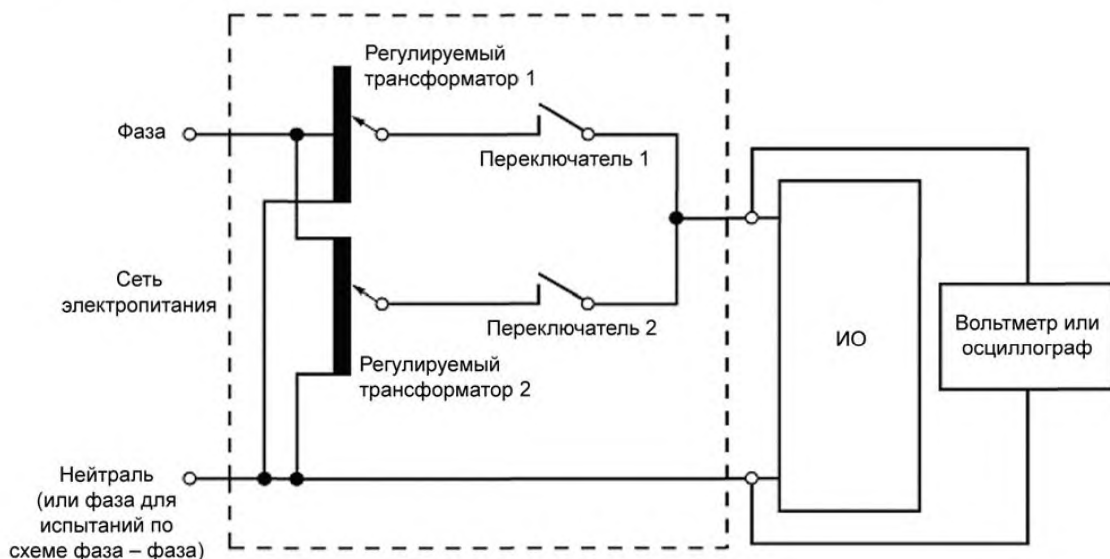 Регулируемый
трансформатор 1
Фаза
Переключатель 1
Сеть
электропитания
Переключатель 2
ИО
Вольтметр или
осциллограф
Регулируемый
трансформатор 2
Нейтраль
(или фаза для
испытаний по
схеме фаза – фаза)